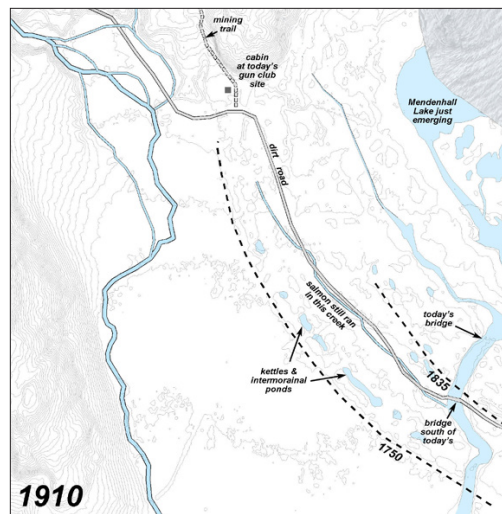 mining
trail
cabin
at today's
gun club
site
Mendenhall
Lake just
emerging
dirt road
salmon still ran
in this creek
today's
bridge
kettles &
intermorainal
ponds
1835
bridge
south of
today's
1750
1910